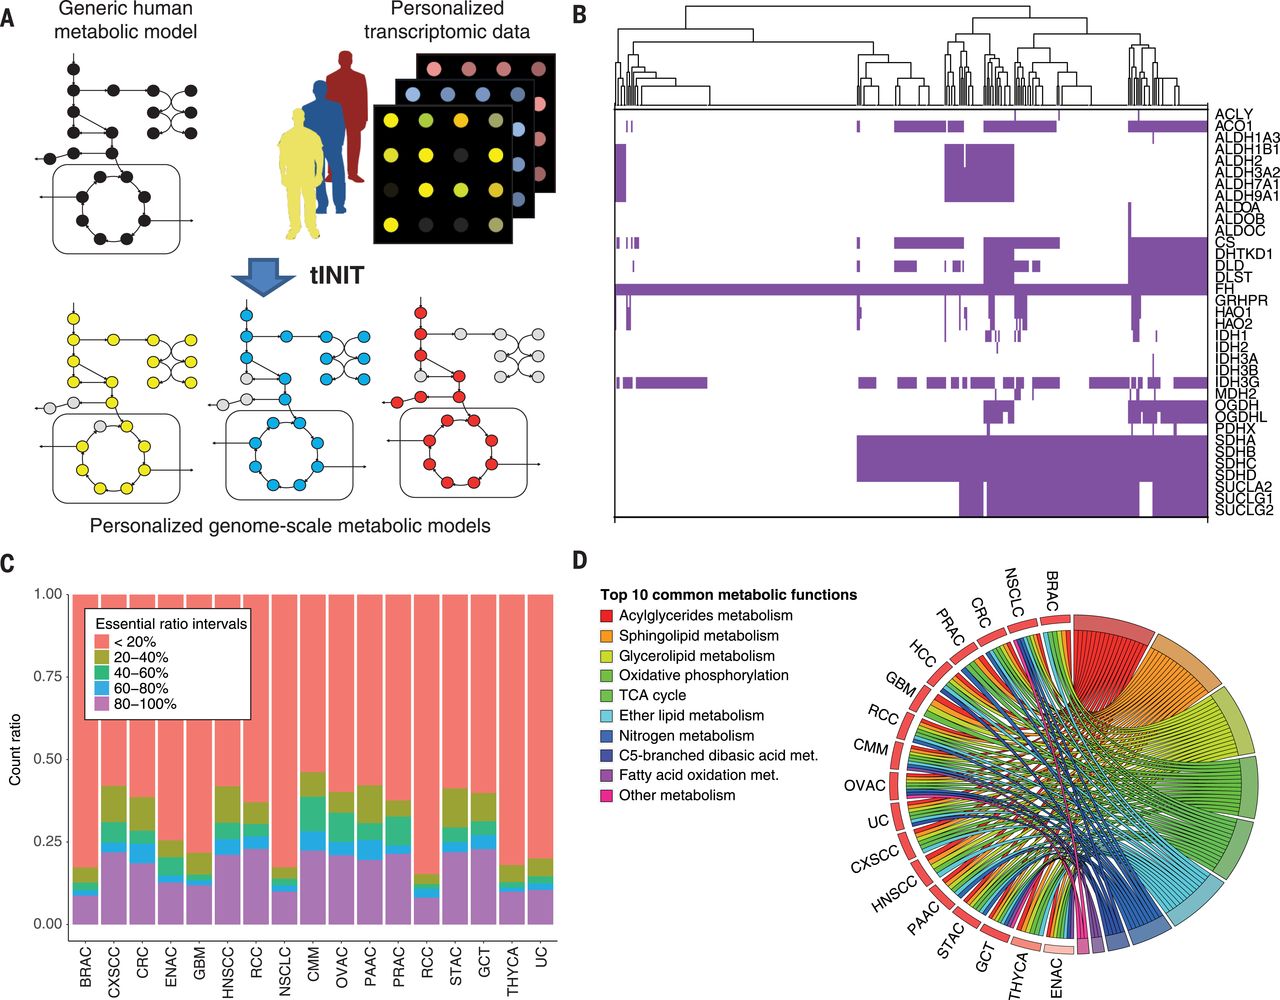 A
Generic human
metabolic model
Personalized
transcriptomic data
tINIT
Personalized genome-scale metabolic models
B
ACLY
ACO1
ALDH1A3
ALDH1B1
ALDH2
ALDH3A2
ALDH7A1
ALDH9A1
ALDOA
ALDOB
ALDOC
CS
DHTKD1
DLD
DLST
FH
GRHPR
HAO1
HAO2
IDH1
IDH2
IDH3A
IDH3B
IDH3G
MDH2
OGDH
OGDHL
PDHX
SDHA
SDHB
SDHC
SDHD
SUCLA2
SUCLG1
SUCLG2
C
Count ratio
1.00
0.75
0.50
0.25
0.00
Essential ratio intervals
< 20%
20–40%
40–60%
60–80%
80–100%
BRAC
CXSCC
CRC
ENAC
GBM
HNSCC
RCC
NSCLC
CMM
OVAC
PAAC
PRAC
RCC
STAC
GCT
THYCA
UC
D
Top 10 common metabolic functions
Acylglycerides metabolism
Sphingolipid metabolism
Glycerolipid metabolism
Oxidative phosphorylation
TCA cycle
Ether lipid metabolism
Nitrogen metabolism
C5-branched dibasic acid met.
Fatty acid oxidation met.
Other metabolism
BRAC
NSCLC
CRC
PRAC
HCC
GBM
RCC
CMM
OVAC
UC
CXSCC
HNSCC
PAAC
STAC
GCT
THYCA
ENAC